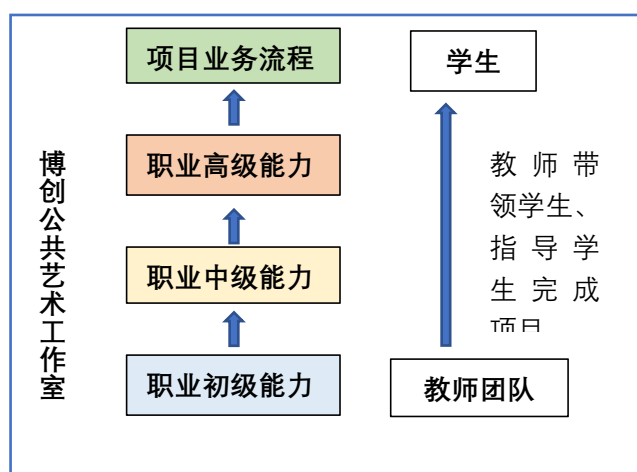 博创公共艺术工作室
项目业务流程
职业高级能力
职业中级能力
职业初级能力
学生
教师带
领学生、
指导学
生完成
项目
教师团队